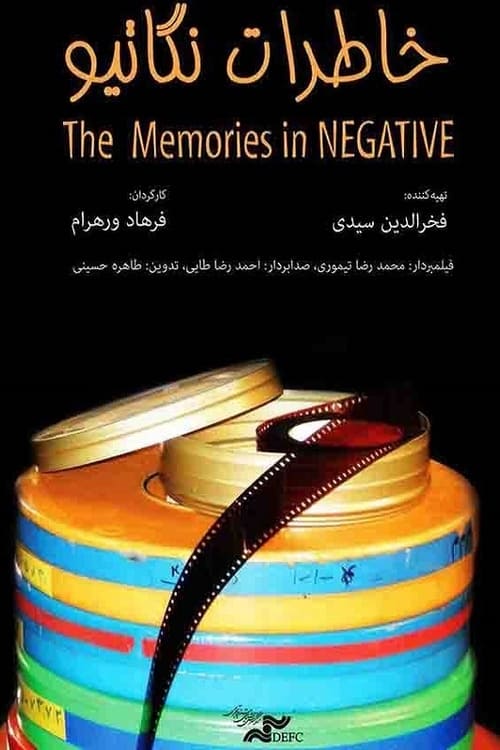 خاطرات نگاتیو
The Memories in NEGATIVE
تهیه‌کننده:
فخرالدین سیدی
کارگردان:
فرهاد ورهرام
فیلمبردار: محمد رضا تیموری، صدابردار: احمد رضا طایی، تدوین: طاهره حسینی
DEFC